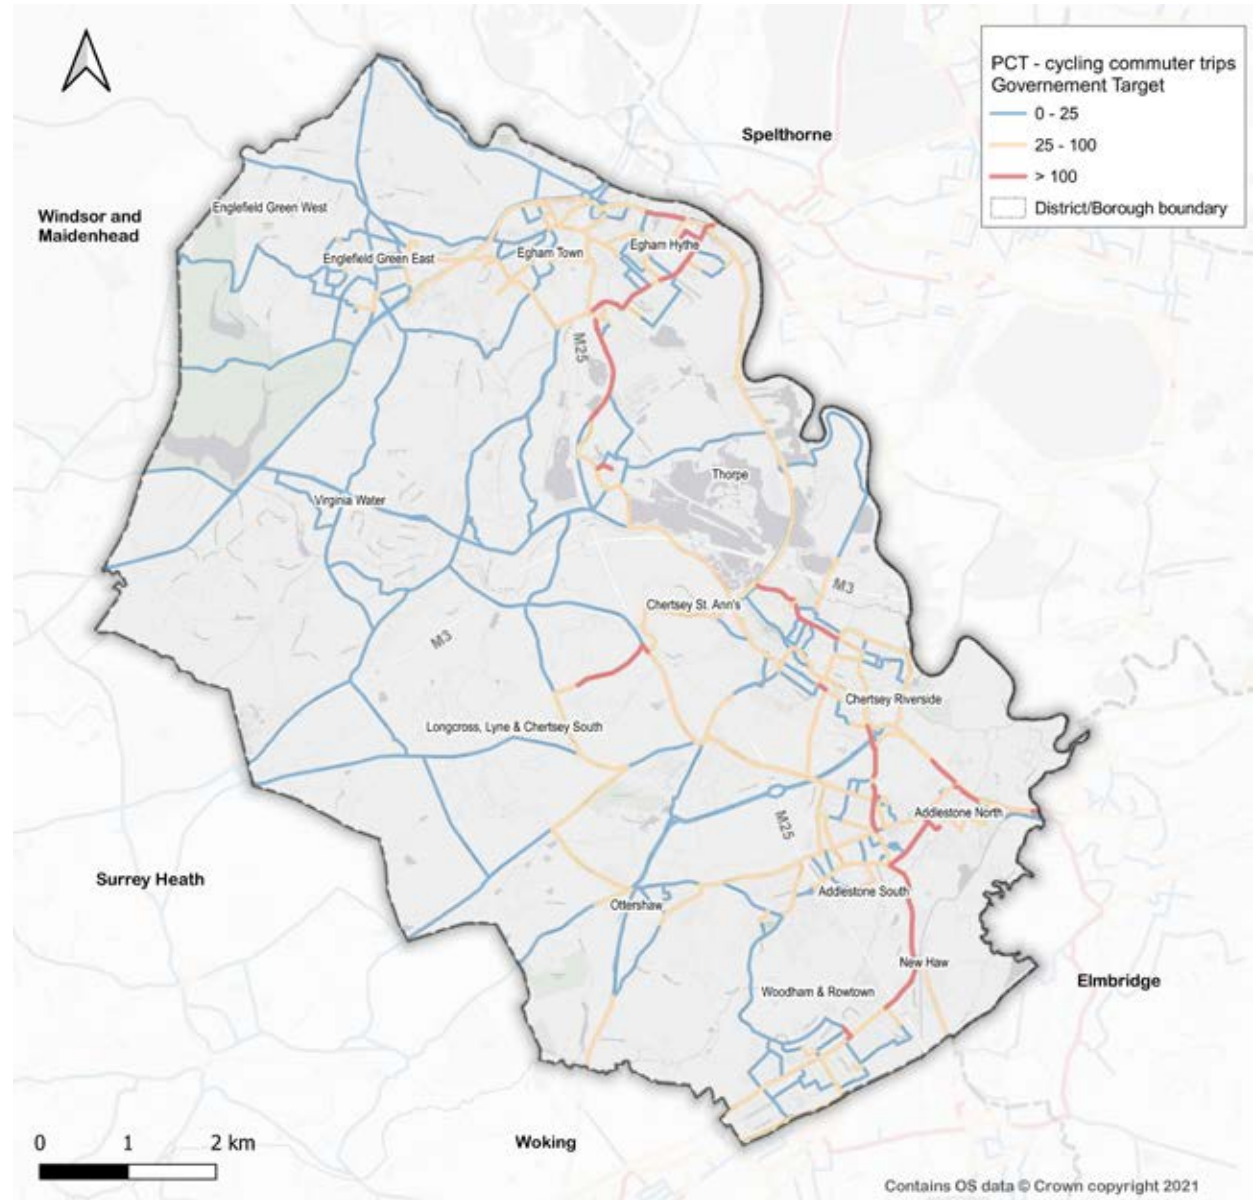 PCT - cycling commuter trips
Governement Target
0 - 25
25 - 100
> 100
District/Borough boundary
Spelthorne
Windsor and
Maidenhead
Englefield Green West
Englefield Green East
Egham Town
Egham Hythe
M25
Thorpe
Virginia Water
M3
Chertsey St. Ann's
M3
Chertsey Riverside
Longcross, Lyne & Chertsey South
M25
Addlestone North
Surrey Heath
Addlestone South
Ottershaw
New Haw
Elmbridge
Woodham & Rowtown
0 1 2 km
Woking
Contains OS data © Crown copyright 2021